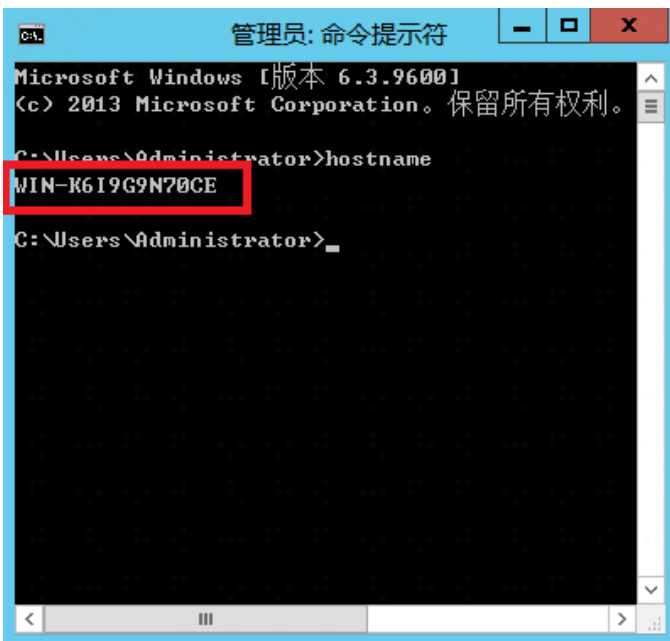 管理员: 命令提示符
Microsoft Windows [版本 6.3.9600]
(c) 2013 Microsoft Corporation。保留所有权利。
C:\Users\Administrator>hostname
WIN-K6I9G9N70CE
C:\Users\Administrator>_